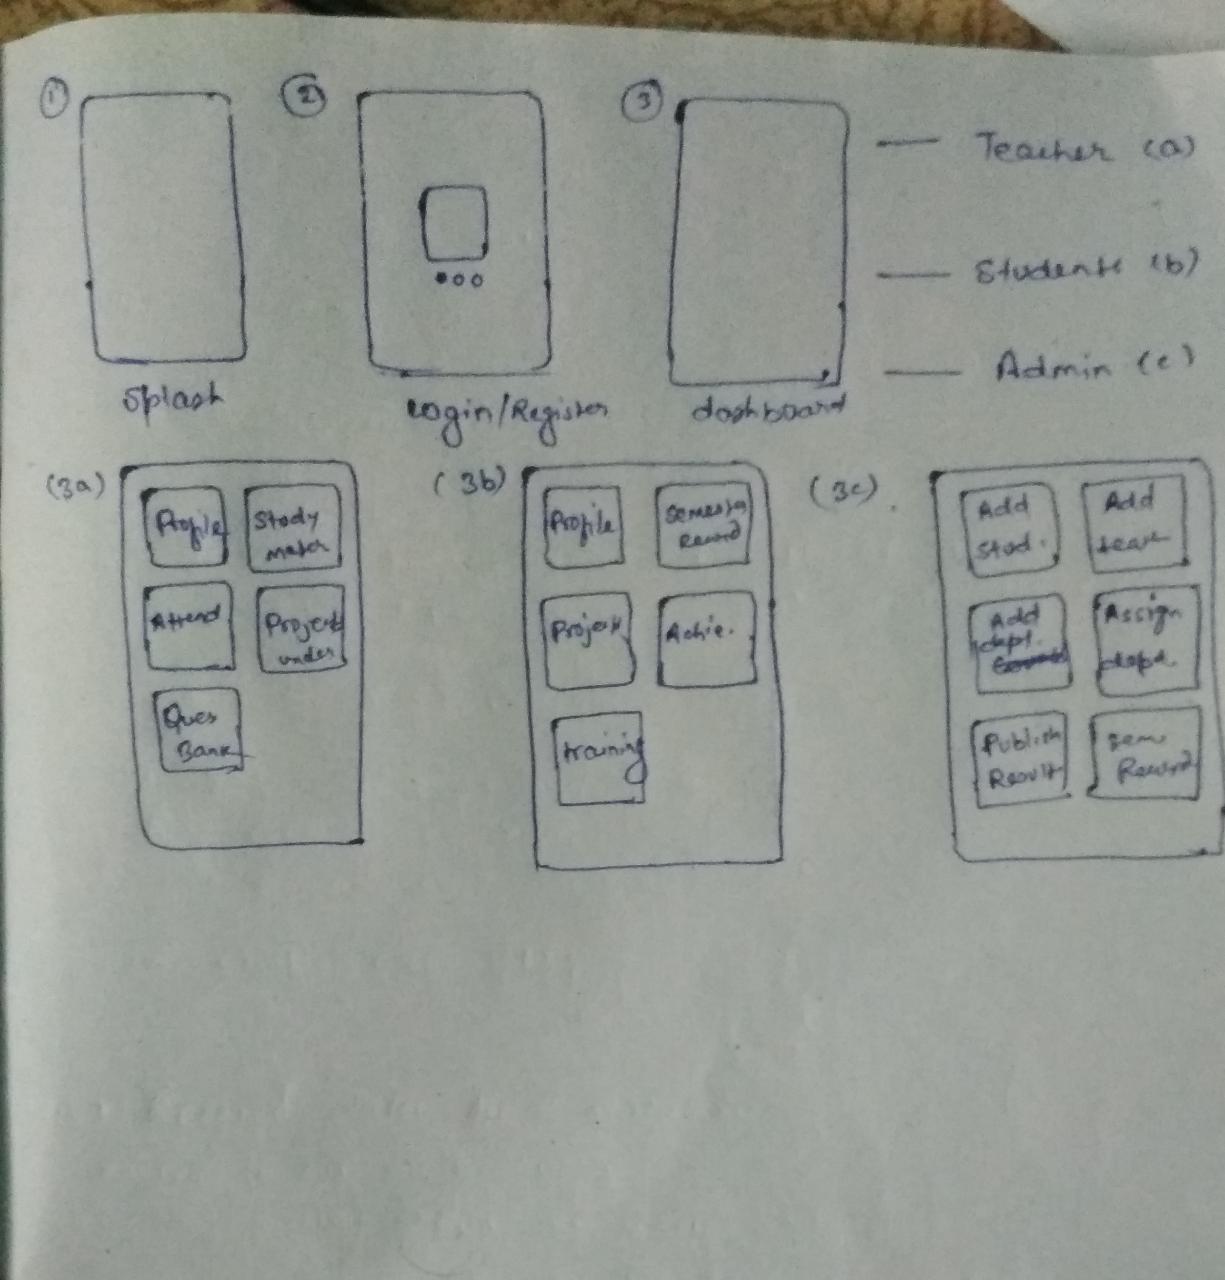 1
2
3
Teacher (a)
Students (b)
Admin (c)
Splash
Login/Register
dashboard
(3a)
Profile
Study
Mater
Attend
Project
under
Ques
Bank
(3b)
Profile
Semester
Record
Project
Achie.
training
(3c)
Add
Stud.
Add
teach
Add
dept.
Assign
dept.
Publish
Result
Sem
Record